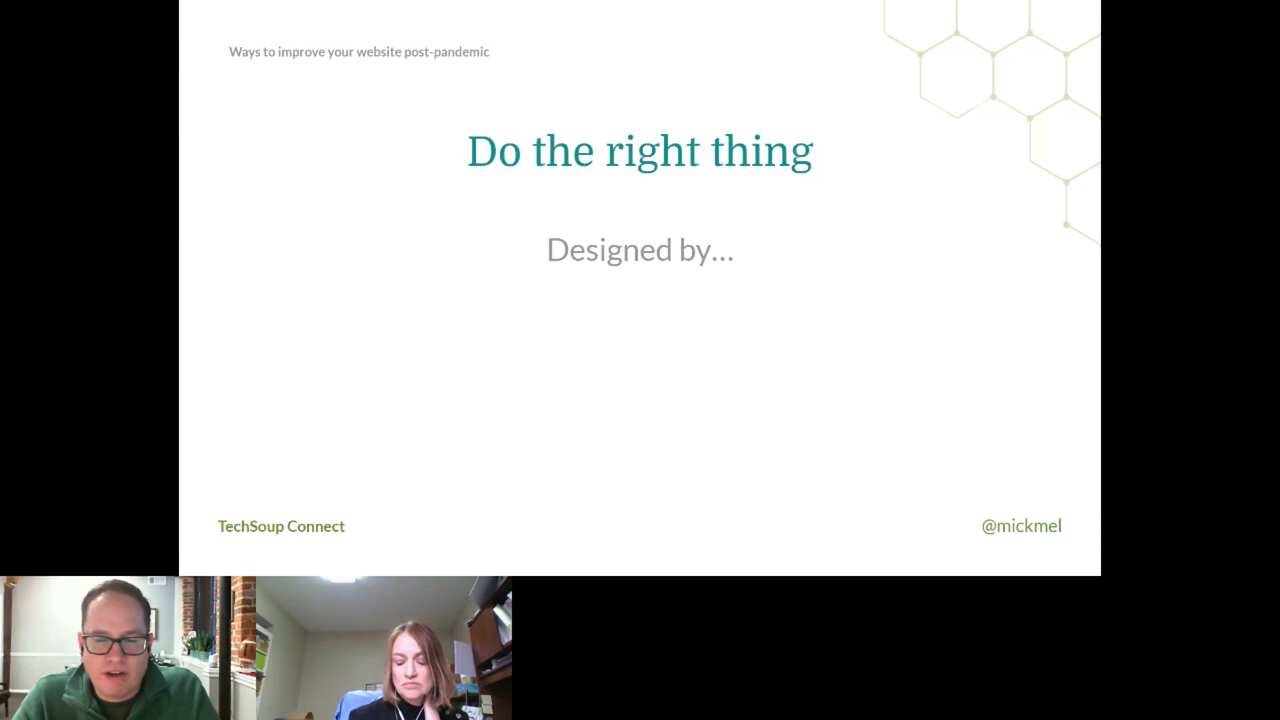 Ways to improve your website post-pandemic
Do the right thing
Designed by...
TechSoup Connect
@mickmel